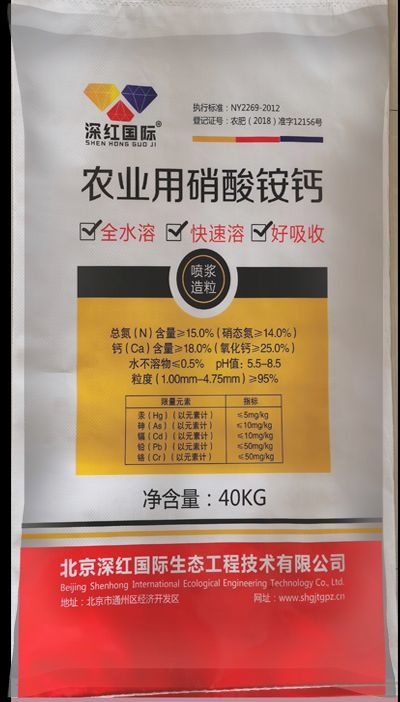 深红国际®
SHEN HONG GUO JI
执行标准：NY2269-2012
登记证号：农肥（2018）准字12156号
农业用硝酸铵钙
全水溶 快速溶 好吸收
喷浆
造粒
总氮（N）含量≥15.0%（硝态氮≥14.0%）
钙（Ca）含量≥18.0%（氧化钙≥25.0%）
水不溶物≤0.5% pH值：5.5-8.5
粒度（1.00mm-4.75mm）≥95%
限量元素 指标
汞（Hg）（以元素计） ≤5mg/kg
砷（As）（以元素计） ≤10mg/kg
镉（Cd）（以元素计） ≤10mg/kg
铅（Pb）（以元素计） ≤50mg/kg
铬（Cr）（以元素计） ≤50mg/kg
净含量：40KG
北京深红国际生态工程技术有限公司
Beijing Shenhong International Ecological Engineering Technology Co., Ltd.
地址：北京市通州区经济开发区 网址：www.shgjtgpz.cn